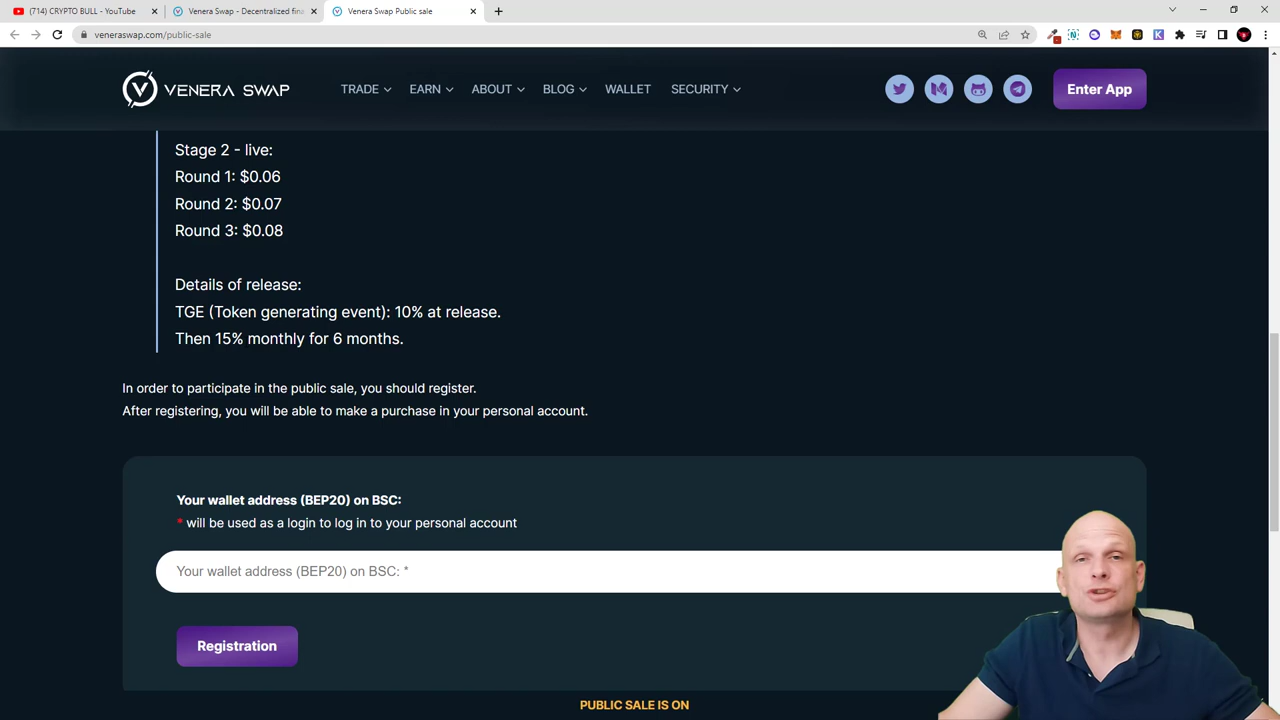 (714) CRYPTO BULL - YouTube
Venera Swap - Decentralized fina
Venera Swap Public sale
veneraswap.com/public-sale
VENERA SWAP
TRADE
EARN
ABOUT
BLOG
WALLET
SECURITY
Enter App
Stage 2 - live:
Round 1: $0.06
Round 2: $0.07
Round 3: $0.08
Details of release:
TGE (Token generating event): 10% at release.
Then 15% monthly for 6 months.
In order to participate in the public sale, you should register.
After registering, you will be able to make a purchase in your personal account.
Your wallet address (BEP20) on BSC:
* will be used as a login to log in to your personal account
Your wallet address (BEP20) on BSC: *
Registration
PUBLIC SALE IS ON